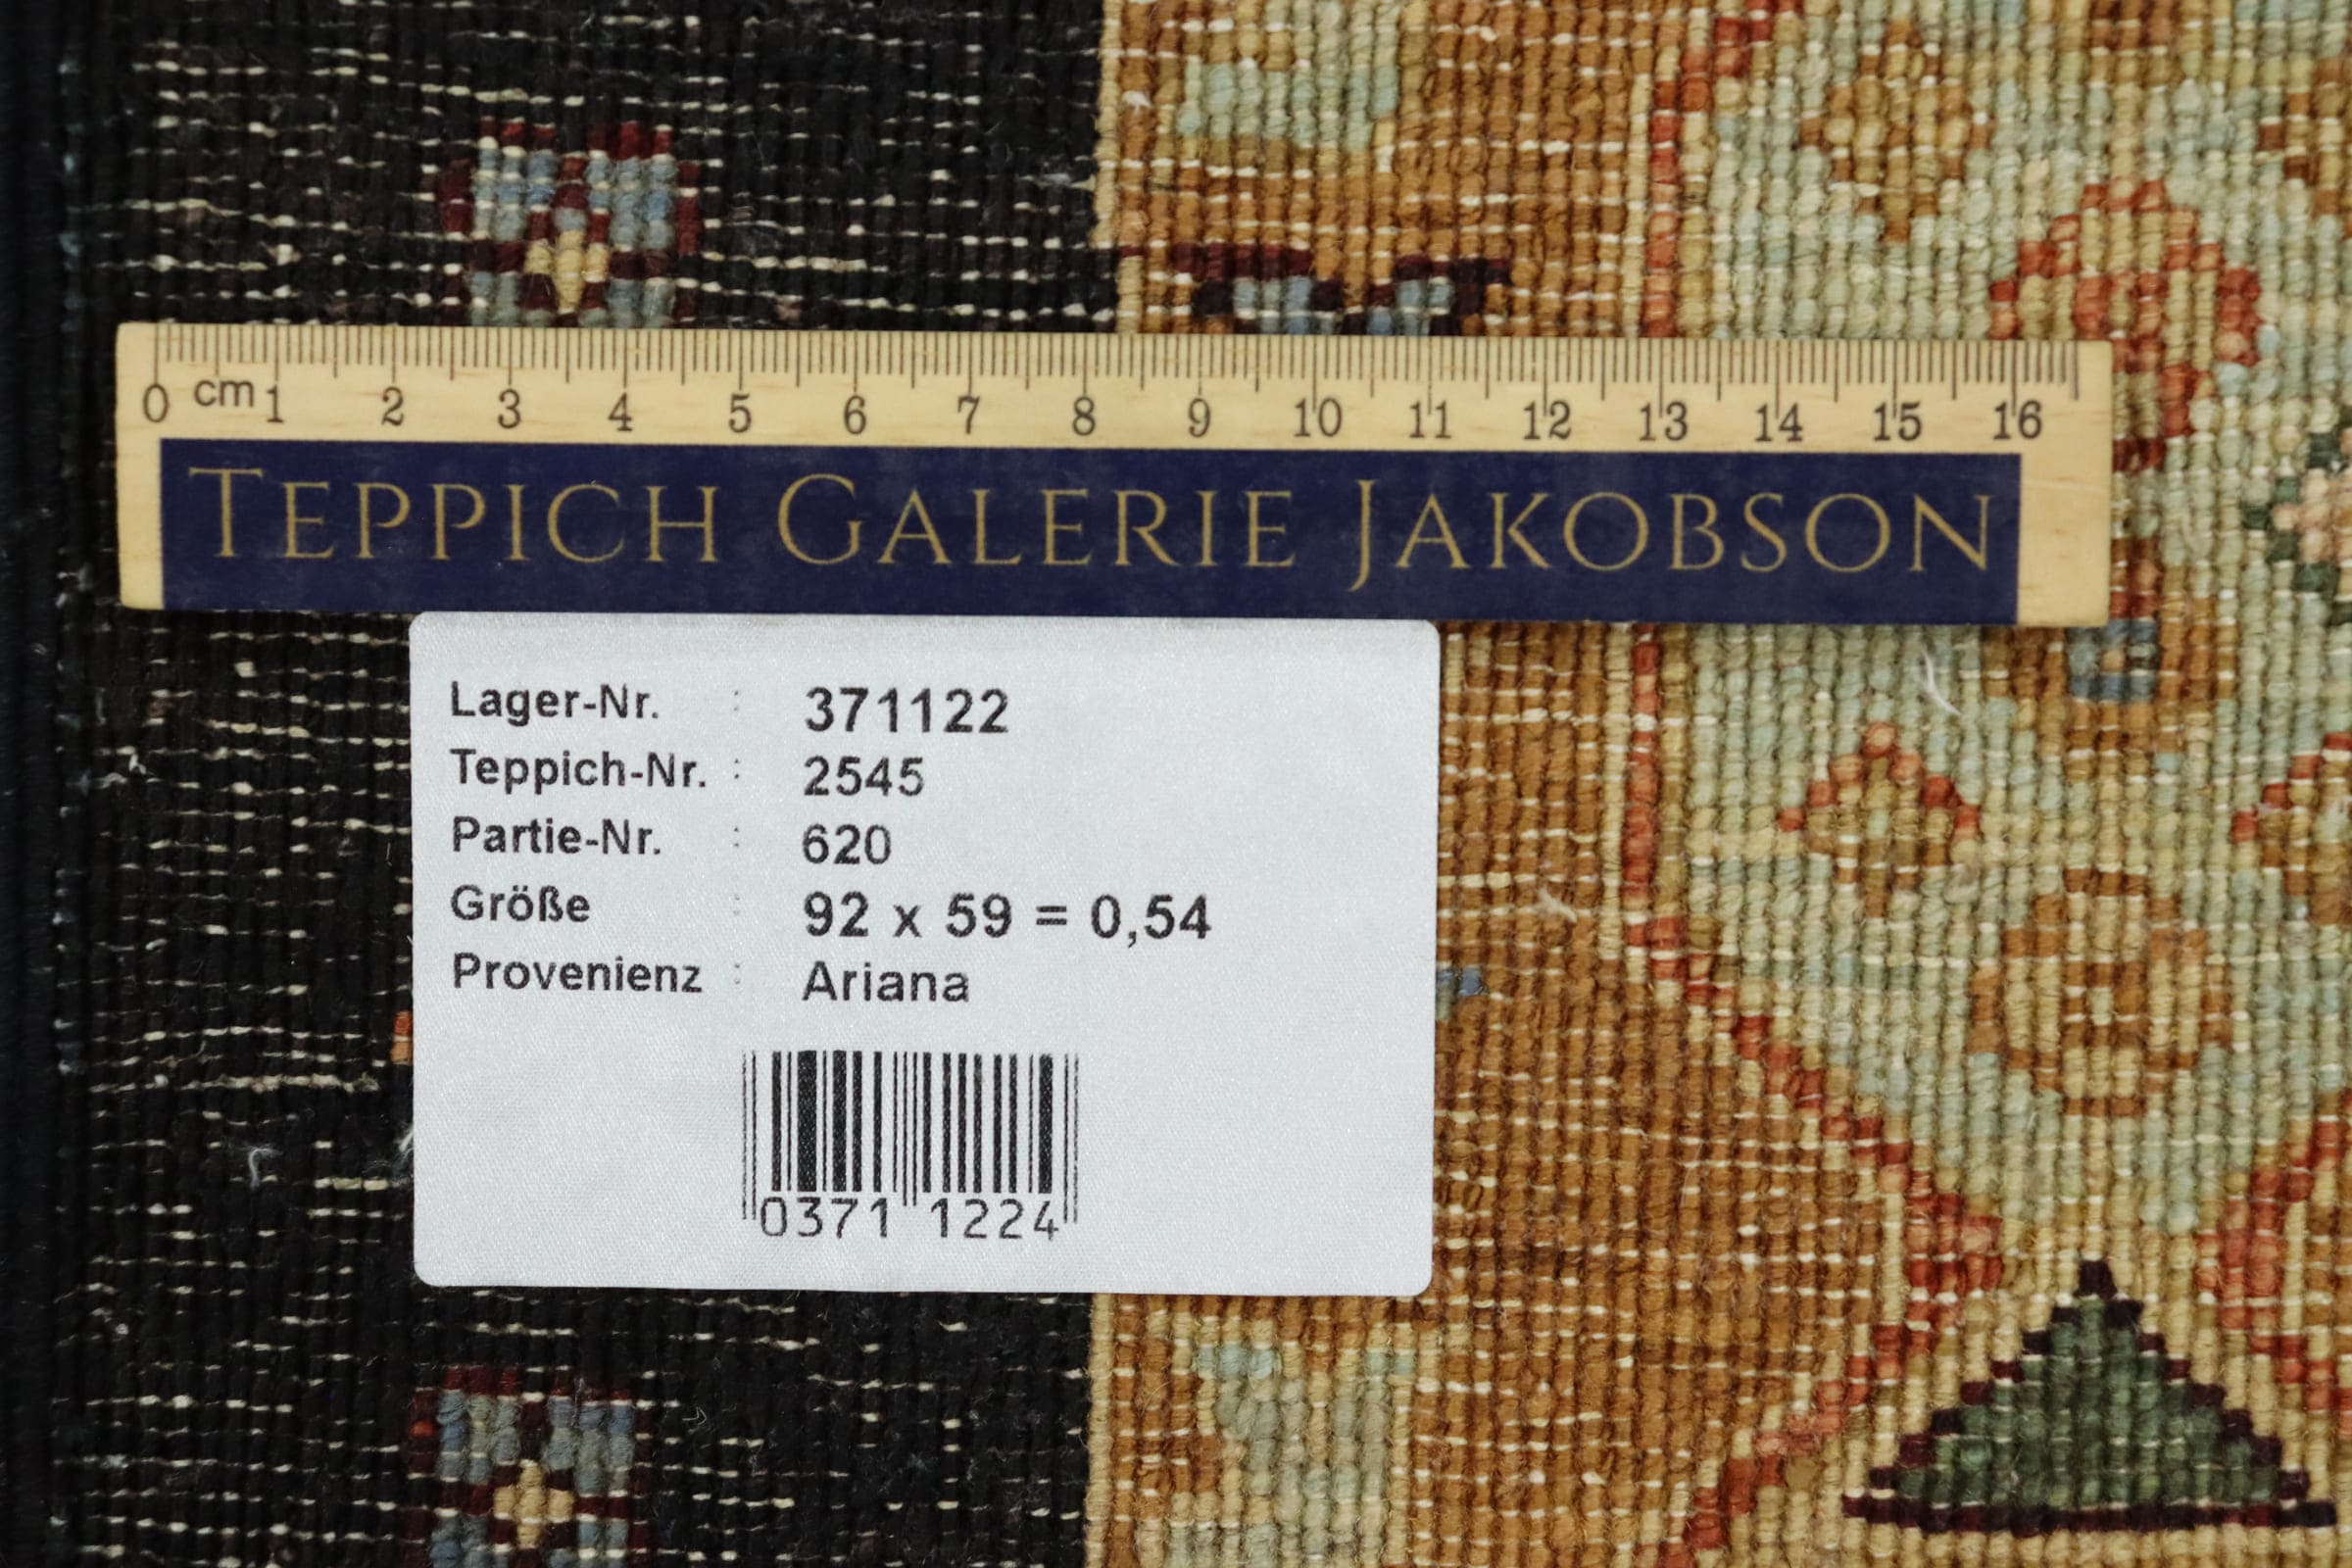 0 cm 1 2 3 4 5 6 7 8 9 10 11 12 13 14 15 16
TEPPICH GALERIE JAKOBSON
Lager-Nr. : 371122
Teppich-Nr. : 2545
Partie-Nr. : 620
Größe : 92 x 59 = 0,54
Provenienz : Ariana
0371 1224